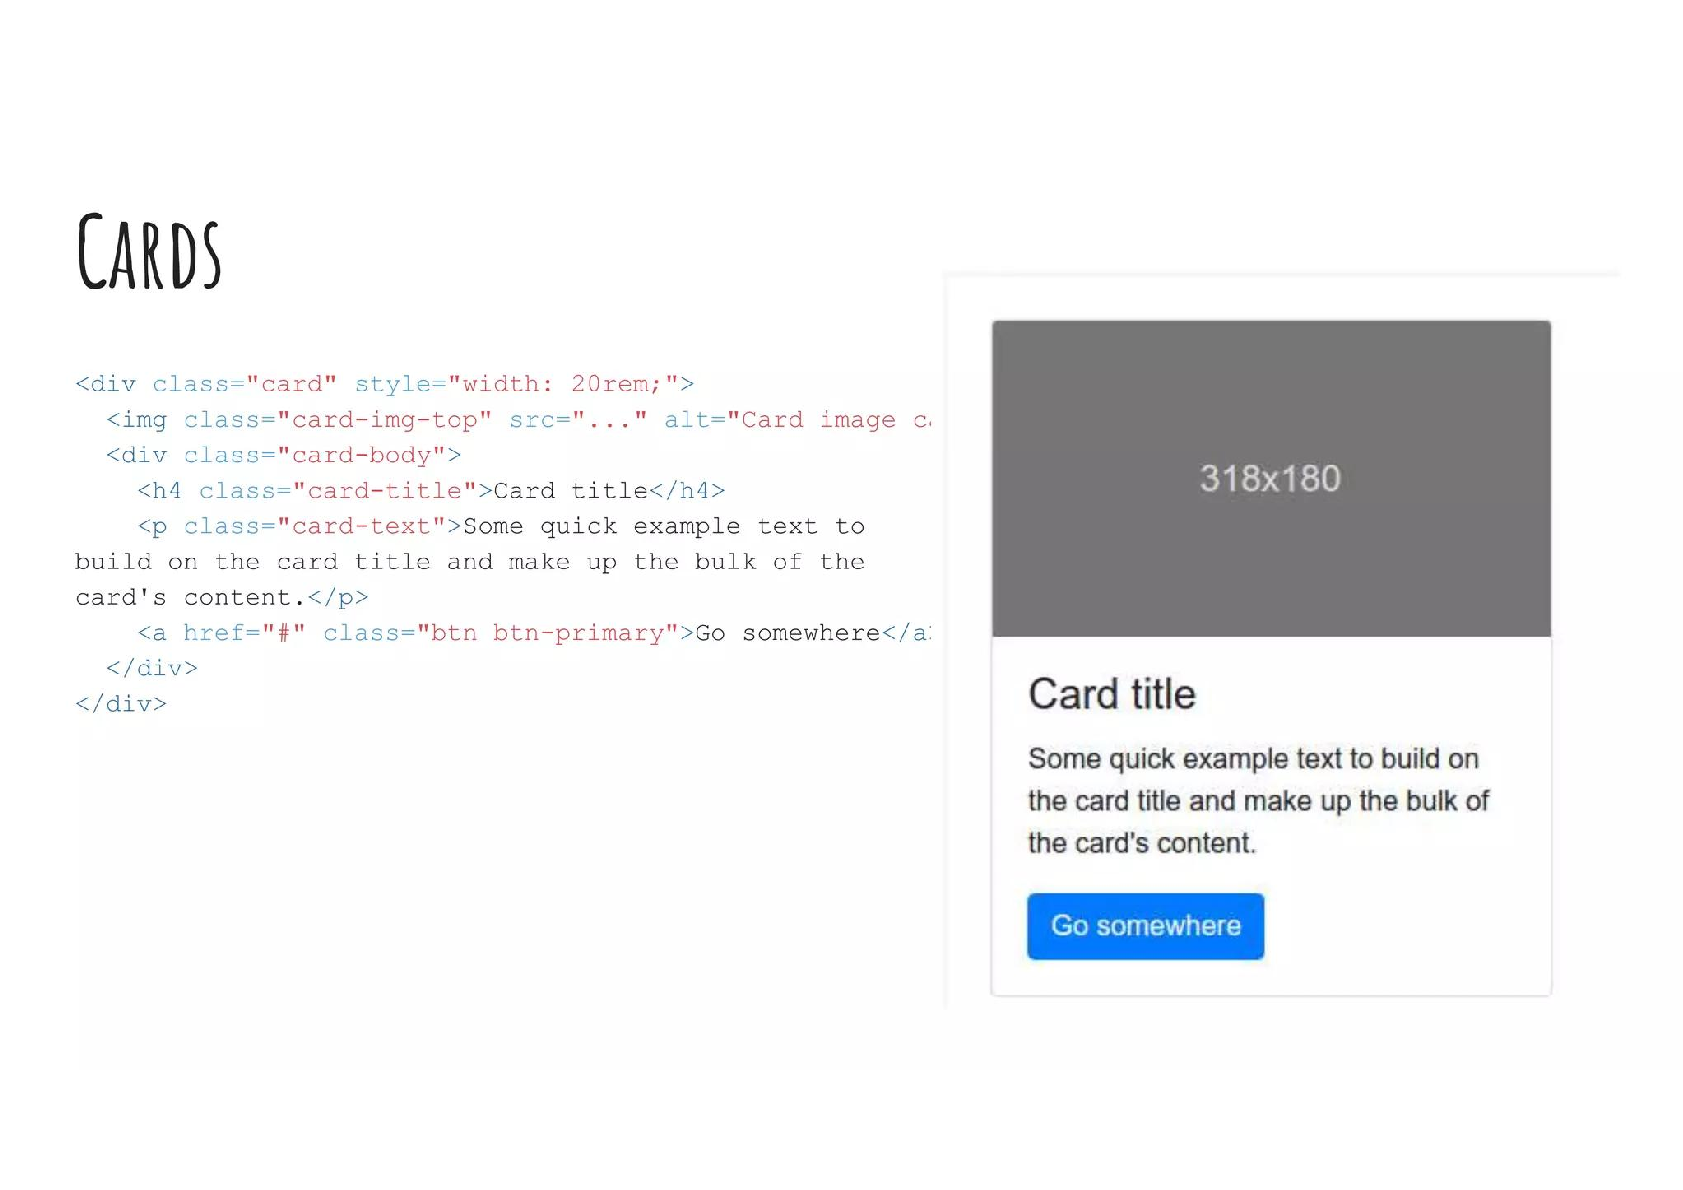 Cards
<div class="card" style="width: 20rem;">
<img class="card-img-top" src="..." alt="Card image
<div class="card-body">
<h4 class="card-title">Card title</h4>
<p class="card-text">Some quick example text to
build on the card title and make up the bulk of the
card's content.</p>
<a href="#" class="btn btn-primary">Go somewhere</a
</div>
</div>
318x180
Card title
Some quick example text to build on
the card title and make up the bulk of
the card's content.
Go somewhere